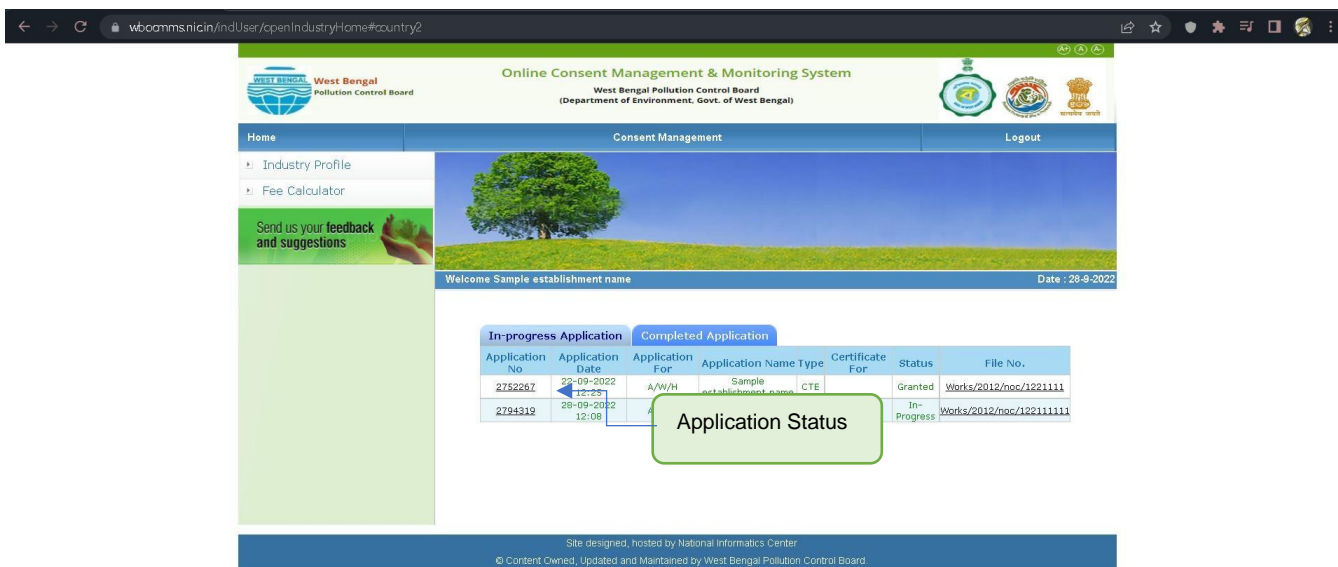 wbocmms.nic.in/indUser/openIndustryHome#country2
A+ A A-
WEST BENGAL
West Bengal
Pollution Control Board
Online Consent Management & Monitoring System
West Bengal Pollution Control Board
(Department of Environment, Govt. of West Bengal)
सत्यमेव जयते
Home Consent Management Logout
Industry Profile
Fee Calculator
Send us your feedback
and suggestions
Welcome Sample establishment name Date : 28-9-2022
In-progress Application Completed Application
Application No Application Date Application For Application Name Type Certificate For Status File No.
2752267 22-09-2022 12:25 A/W/H Sample establishment name CTE Granted Works/2012/noc/1221111
2794319 28-09-2022 12:08 In-Progress Works/2012/noc/122111111
Application Status
Site designed, hosted by National Informatics Center
© Content Owned, Updated and Maintained by West Bengal Pollution Control Board